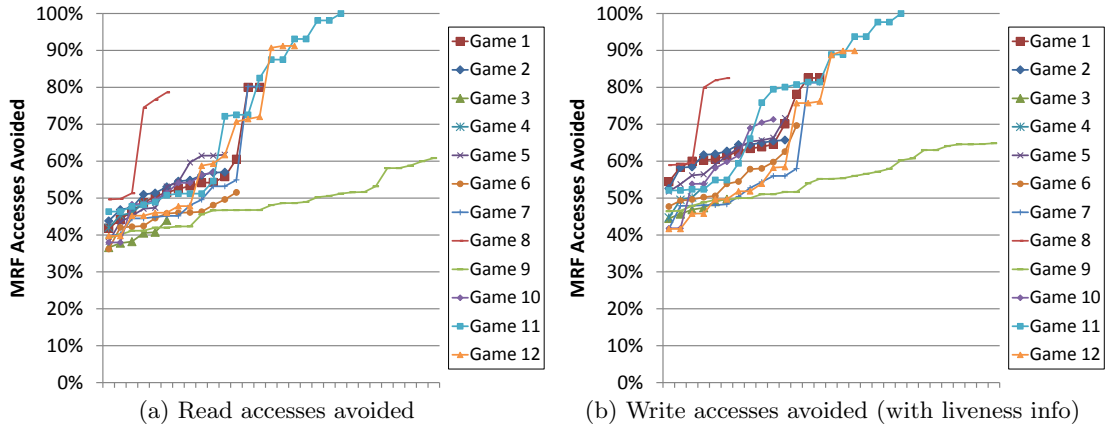 MRF Accesses Avoided
100%
90%
80%
70%
60%
50%
40%
30%
20%
10%
0%
Game 1
Game 2
Game 3
Game 4
Game 5
Game 6
Game 7
Game 8
Game 9
Game 10
Game 11
Game 12
(a) Read accesses avoided
MRF Accesses Avoided
100%
90%
80%
70%
60%
50%
40%
30%
20%
10%
0%
Game 1
Game 2
Game 3
Game 4
Game 5
Game 6
Game 7
Game 8
Game 9
Game 10
Game 11
Game 12
(b) Write accesses avoided (with liveness info)